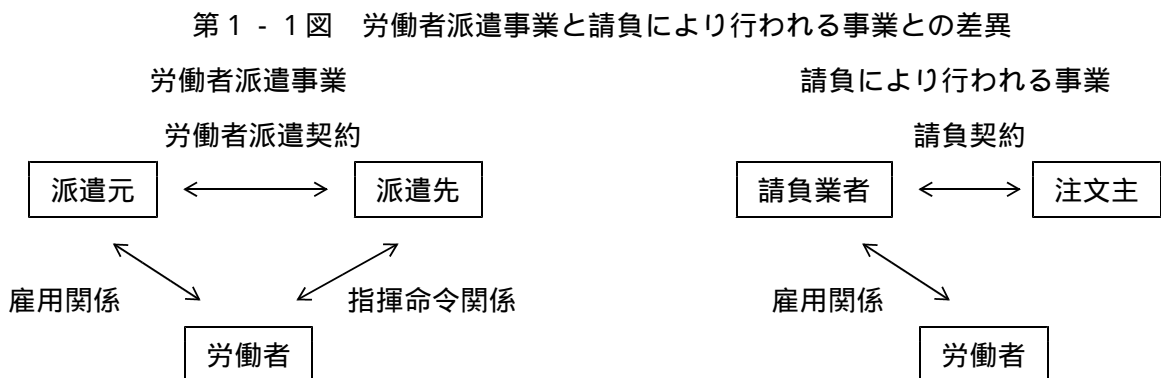 第1-1図 労働者派遣事業と請負により行われる事業との差異
労働者派遣事業 請負により行われる事業
労働者派遣契約 請負契約
派遣元 派遣先 請負業者 注文主
雇用関係 指揮命令関係 雇用関係
労働者 労働者